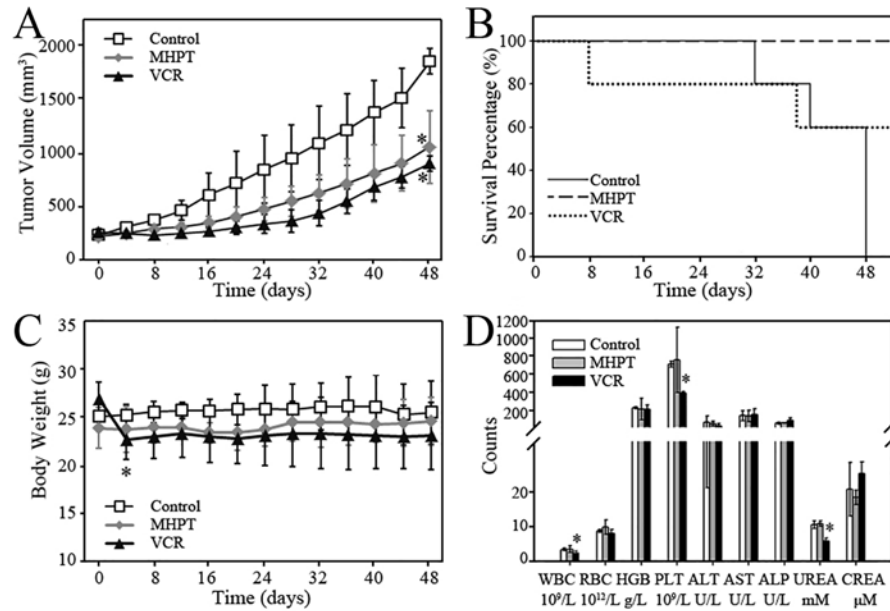 A
Tumor Volume (mm³)
2000
1500
1000
500
0
Control
MHPT
VCR
*
*
0 8 16 24 32 40 48
Time (days)
B
Survival Percentage (%)
100
80
60
40
20
0
Control
MHPT
VCR
0 8 16 24 32 40 48
Time (days)
C
Body Weight (g)
35
30
25
23
15
10
*
Control
MHPT
VCR
0 8 16 24 32 40 48
Time (days)
D
Counts
1200
1000
800
600
400
200
20
10
0
Control
MHPT
VCR
*
*
*
WBC RBC HGB PLT ALT AST ALP UREA CREA
10⁹/L 10¹²/L g/L 10⁹/L U/L U/L U/L mM μM